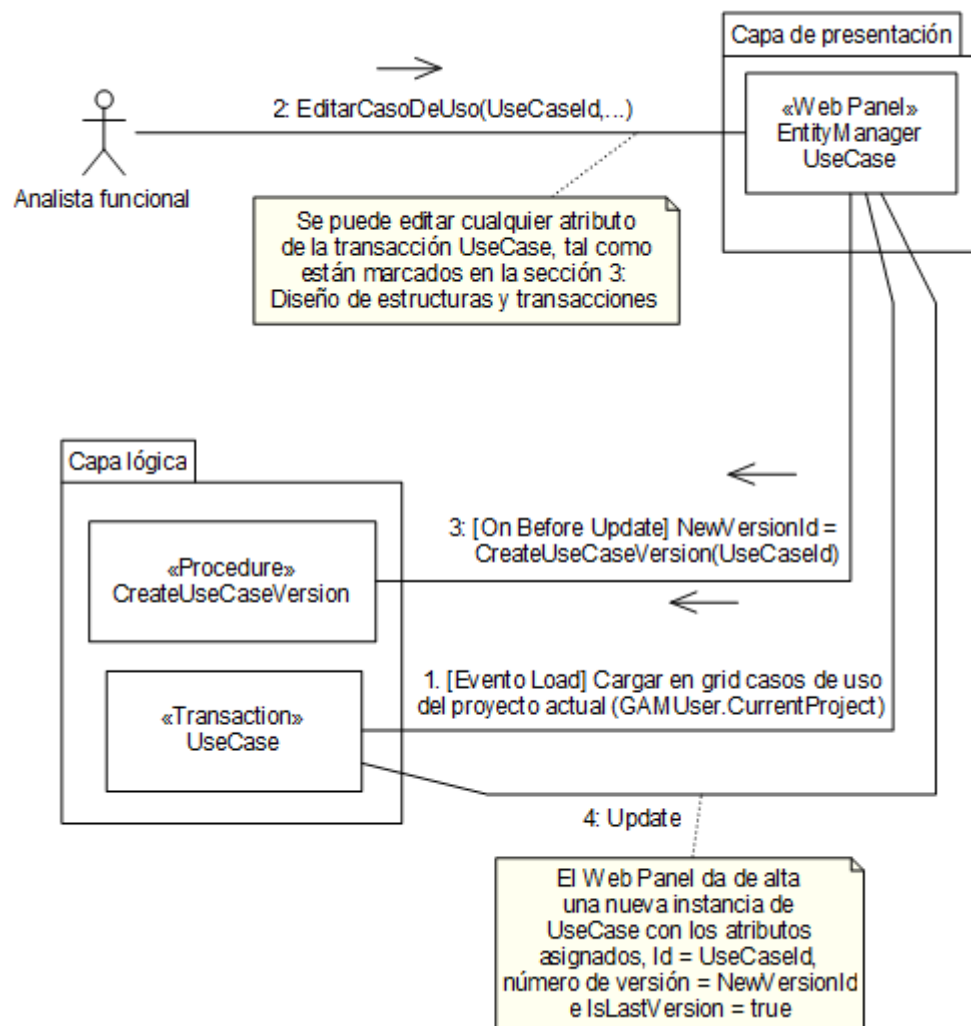 Capa de presentación
«Web Panel»
EntityManager
UseCase
2: EditarCasoDeUso(UseCaseId,...)
Analista funcional
Se puede editar cualquier atributo
de la transacción UseCase, tal como
están marcados en la sección 3:
Diseño de estructuras y transacciones
Capa lógica
3: [On Before Update] NewVersionId =
CreateUseCaseVersion(UseCaseId)
«Procedure»
CreateUseCaseVersion
1. [Evento Load] Cargar en grid casos de uso
del proyecto actual (GAMUser.CurrentProject)
«Transaction»
UseCase
4: Update
El Web Panel da de alta
una nueva instancia de
UseCase con los atributos
asignados, Id = UseCaseId,
número de versión = NewVersionId
e IsLastVersion = true